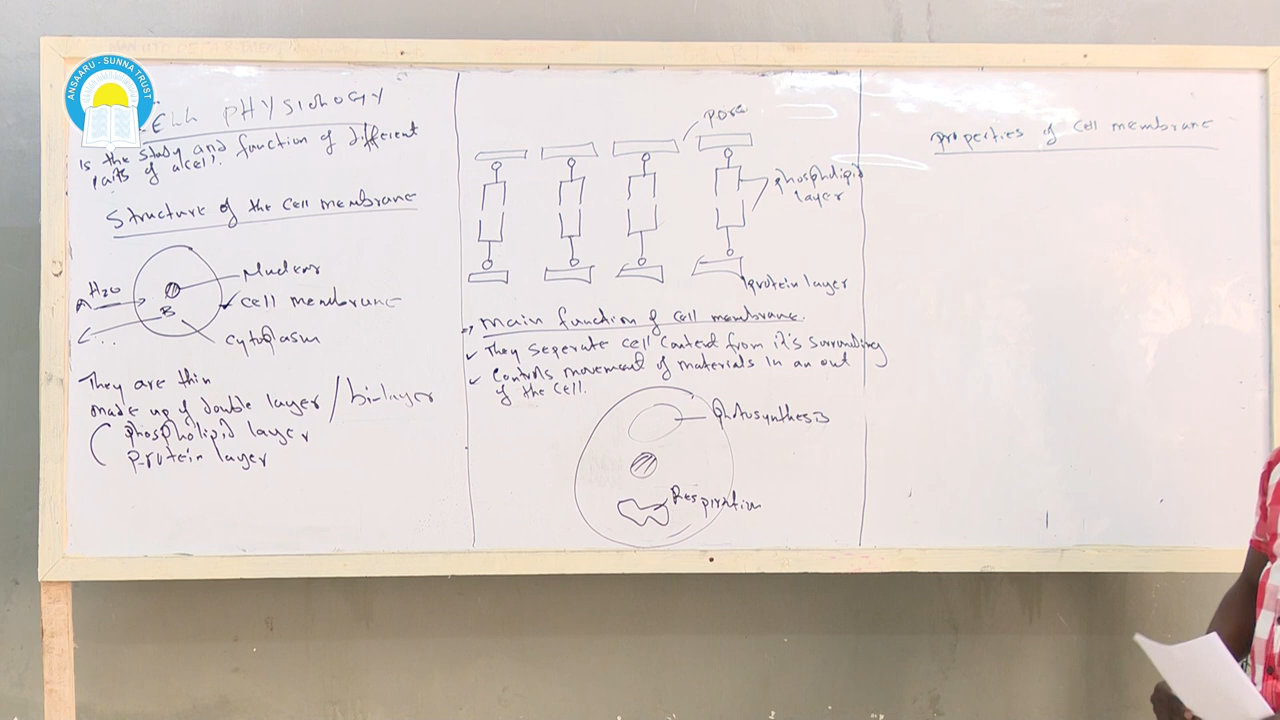 ANSAARU - SUNNA TRUST
CELL PHYSIOLOGY
Is the study and function of different
parts of a cell.
Structure of the cell membrane
H2O
Nucleus
B
cell membrane
cytoplasm
They are thin
made up of double layer / bi-layer
phospholipid layer
protein layer
pore
phospholipid
layer
protein layer
main function of cell membrane.
They seperate cell content from it's surrounding
Controls movement of materials in an out
of the cell.
photosynthesis
Respiration
properties of cell membrane